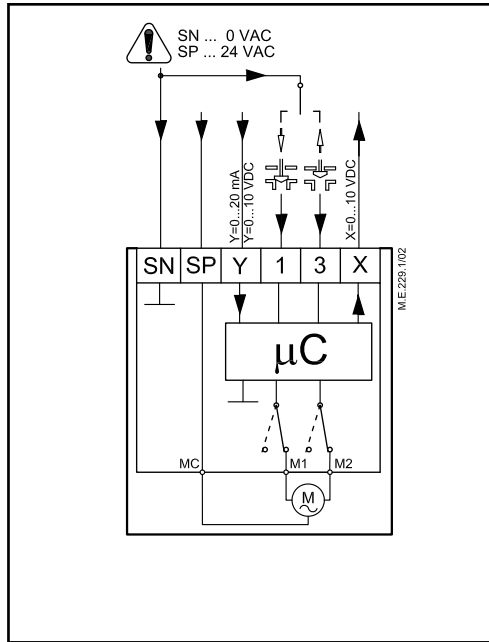 SN ... 0 VAC
SP ... 24 VAC
Y=0...20 mA
Y=0...10 VDC
X=0...10 VDC
SN SP Y 1 3 X
M.E.229.1/02
µC
MC M1 M2
M